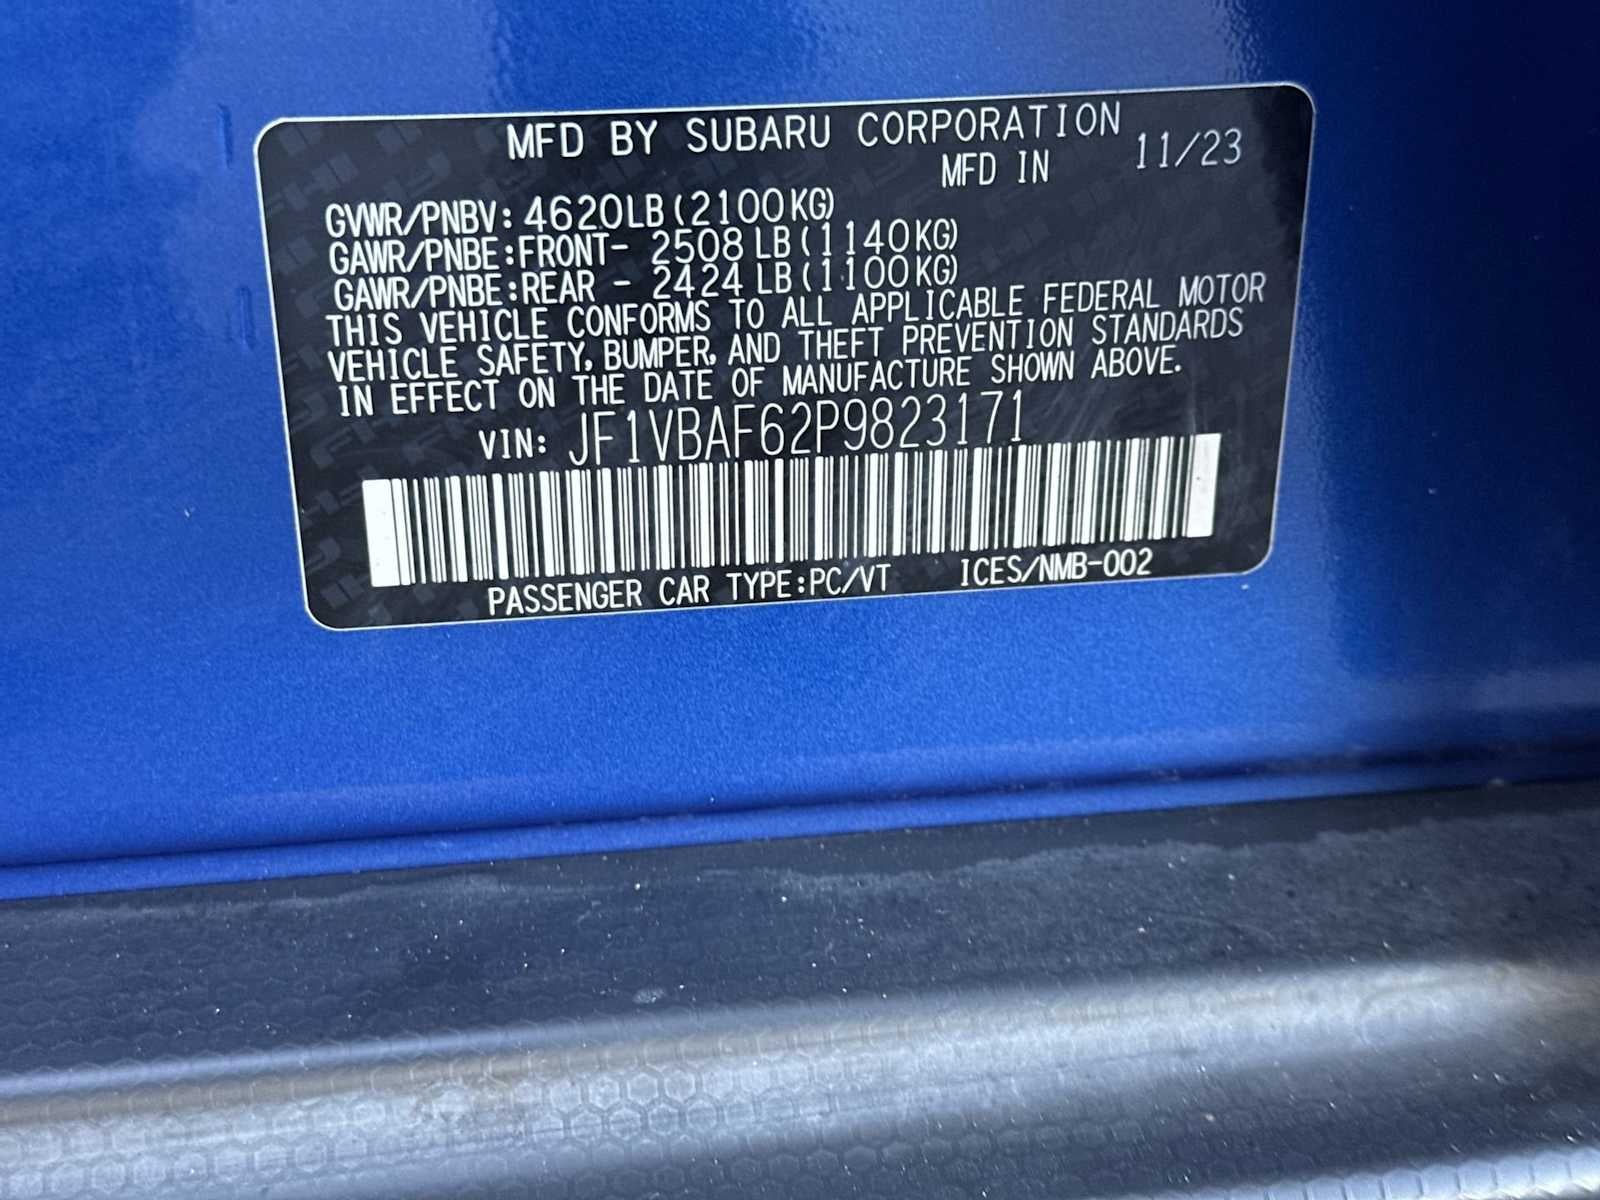 MFD BY SUBARU CORPORATION
MFD IN 11/23
GVWR/PNBV: 4620LB(2100KG)
GAWR/PNBE:FRONT- 2508 LB(1140KG)
GAWR/PNBE:REAR - 2424 LB(1100KG)
THIS VEHICLE CONFORMS TO ALL APPLICABLE FEDERAL MOTOR
VEHICLE SAFETY, BUMPER, AND THEFT PREVENTION STANDARDS
IN EFFECT ON THE DATE OF MANUFACTURE SHOWN ABOVE.
VIN: JF1VBAF62P9823171
PASSENGER CAR TYPE:PC/VT ICES/NMB-002